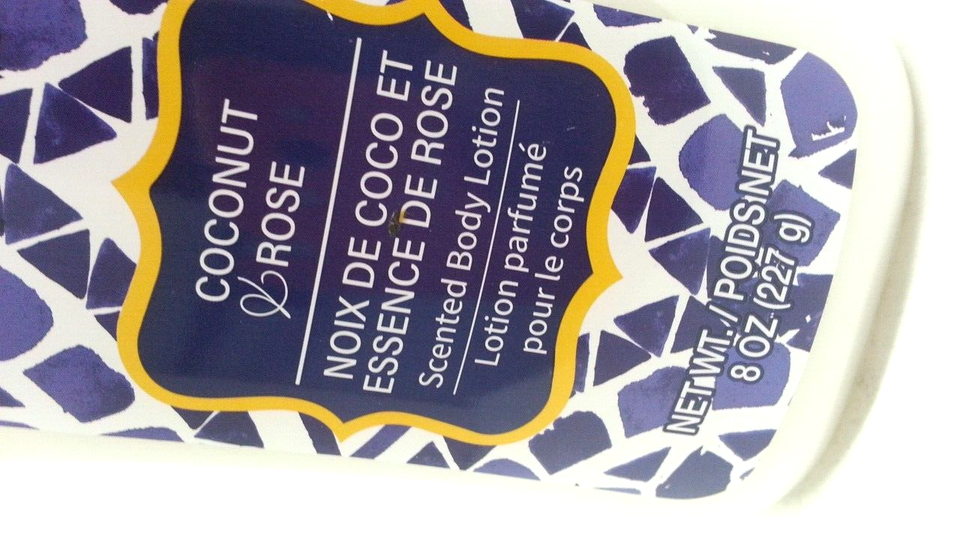 COCONUT
& ROSE
NOIX DE COCO ET
ESSENCE DE ROSE
Scented Body Lotion
Lotion parfumé
pour le corps
NET WT. / POIDS NET
8 OZ (227 g)